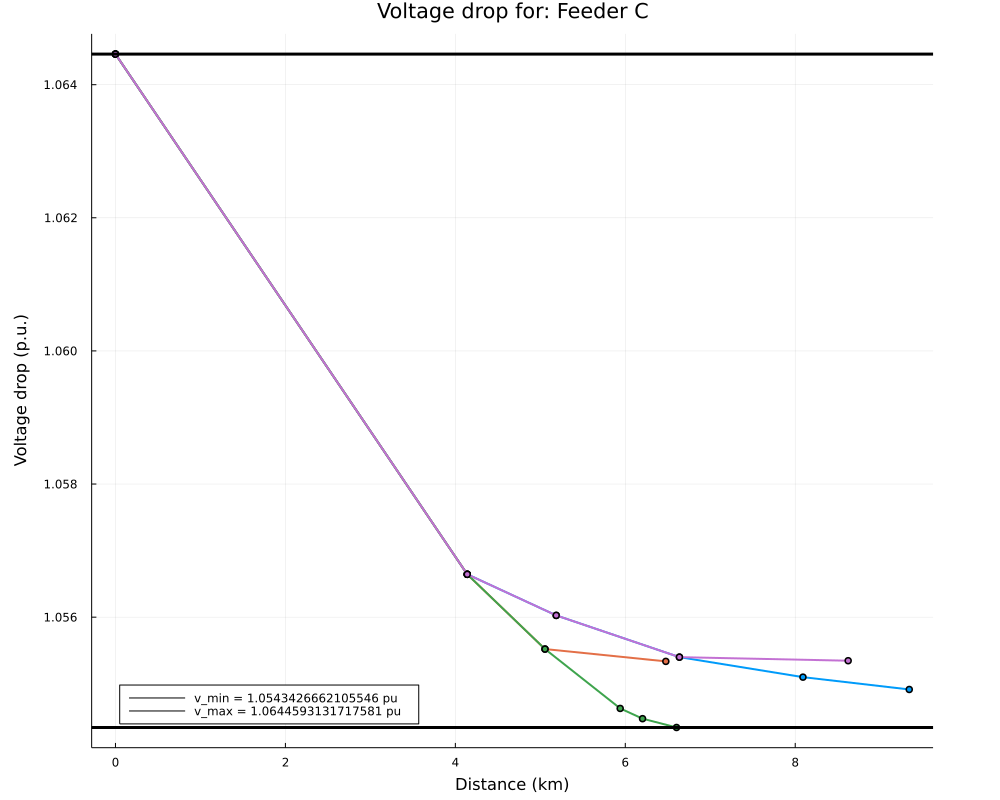 Voltage drop for: Feeder C
Voltage drop (p.u.)
1.064
1.062
1.060
1.058
1.056
v_min = 1.0543426662105546 pu
v_max = 1.0644593131717581 pu
0 2 4 6 8
Distance (km)